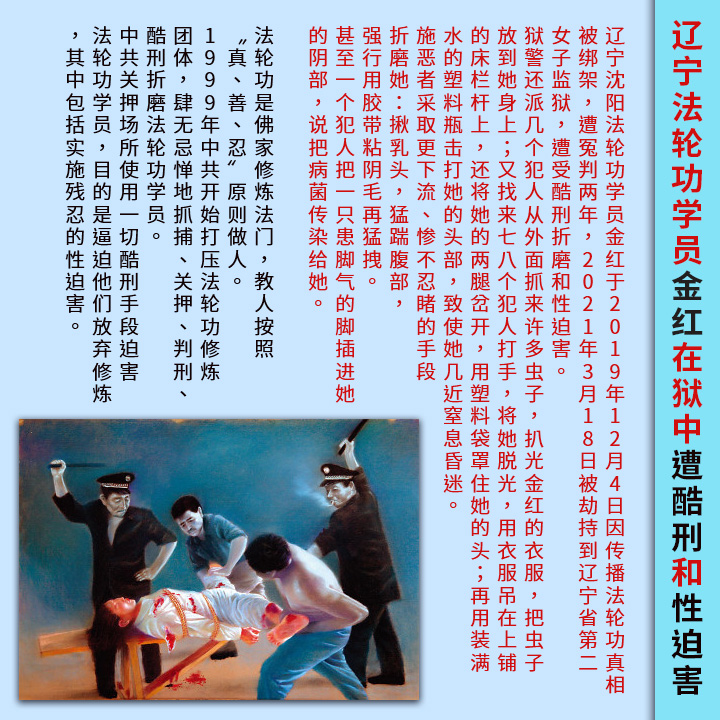 辽宁法轮功学员金红在狱中遭酷刑和性迫害
辽宁沈阳法轮功学员金红于2019年12月4日因传播法轮功真相
被绑架，遭冤判两年，2021年3月18日被劫持到辽宁省第二
女子监狱，遭受酷刑折磨和性迫害。
狱警还派几个犯人从外面抓来许多虫子，扒光金红的衣服，把虫子
放到她身上；又找来七八个犯人打手，将她脱光，用衣服吊在上铺
的床栏杆上，还将她的两腿岔开，用塑料袋罩住她的头；再用装满
水的塑料瓶击打她的头部，致使她几近窒息昏迷。
施恶者采取更下流、惨不忍睹的手段
折磨她：揪乳头，猛踹腹部，
强行用胶带粘阴毛再猛拽。
甚至一个犯人把一只患脚气的脚插进她
的阴部，说把病菌传染给她。
法轮功是佛家修炼法门，教人按照
〝真、善、忍〞原则做人。
1999年中共开始打压法轮功修炼
团体，肆无忌惮地抓捕、关押、判刑、
酷刑折磨法轮功学员。
中共关押场所使用一切酷刑手段迫害
法轮功学员，目的是逼迫他们放弃修炼
，其中包括实施残忍的性迫害。